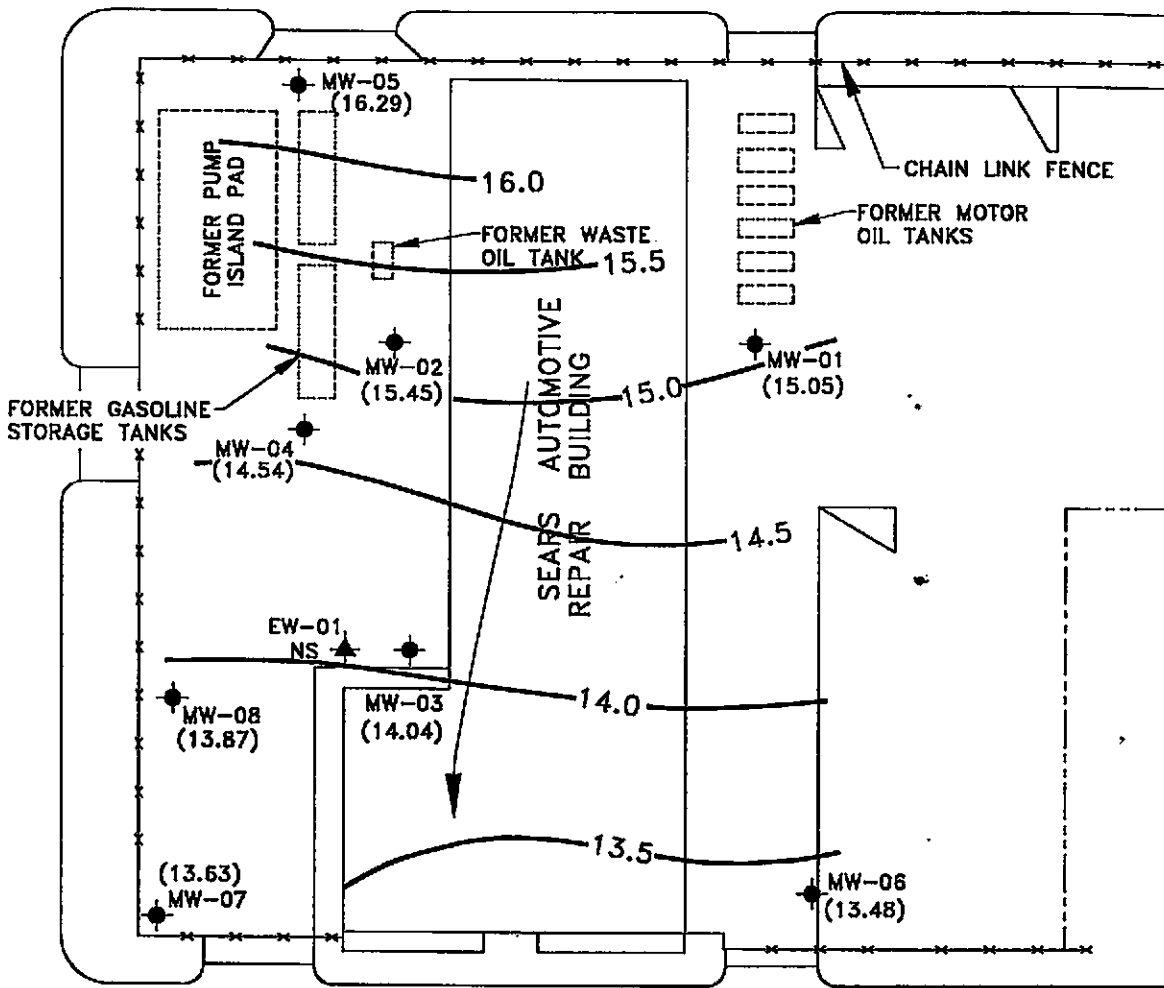 MW-05
(16.29)
CHAIN LINK FENCE
FORMER PUMP
ISLAND PAD
16.0
FORMER MOTOR
OIL TANKS
FORMER WASTE
OIL TANK
15.5
MW-02
(15.45)
MW-01
(15.05)
15.0
FORMER GASOLINE
STORAGE TANKS
MW-04
(14.54)
SEARS AUTOMOTIVE
REPAIR BUILDING
14.5
EW-01
NS
MW-03
(14.04)
14.0
MW-08
(13.87)
13.5
(13.63)
MW-07
MW-06
(13.48)